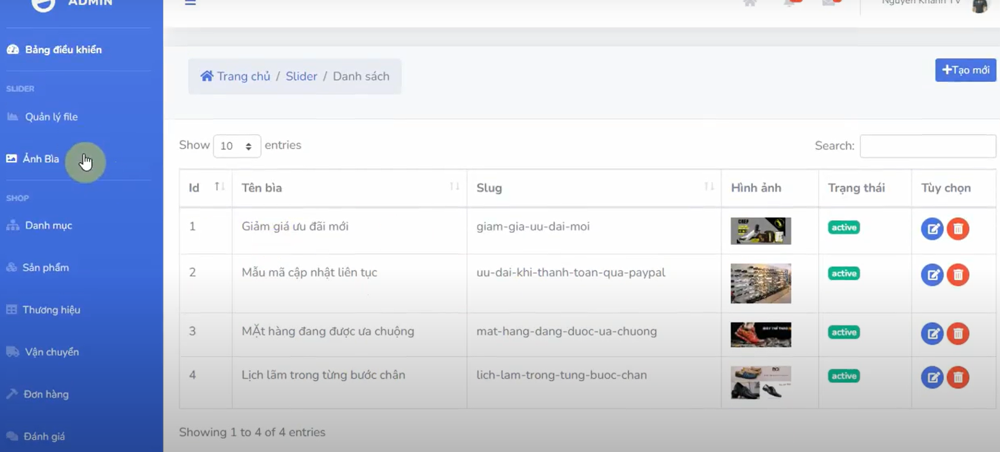 ADMIN
Nguyễn Khánh TV
Bảng điều khiển
Trang chủ / Slider / Danh sách
Tạo mới
SLIDER
Quản lý file
Ảnh Bìa
SHOP
Danh mục
Sản phẩm
Thương hiệu
Vận chuyển
Đơn hàng
Đánh giá
Show 10 entries
Search:
Id Tên bìa Slug Hình ảnh Trạng thái Tùy chọn
1 Giảm giá ưu đãi mới giam-gia-uu-dai-moi active
2 Mẫu mã cập nhật liên tục uu-dai-khi-thanh-toan-qua-paypal active
3 MẶt hàng đang được ưa chuộng mat-hang-dang-duoc-ua-chuong active
4 Lịch lãm trong từng bước chân lich-lam-trong-tung-buoc-chan active
Showing 1 to 4 of 4 entries